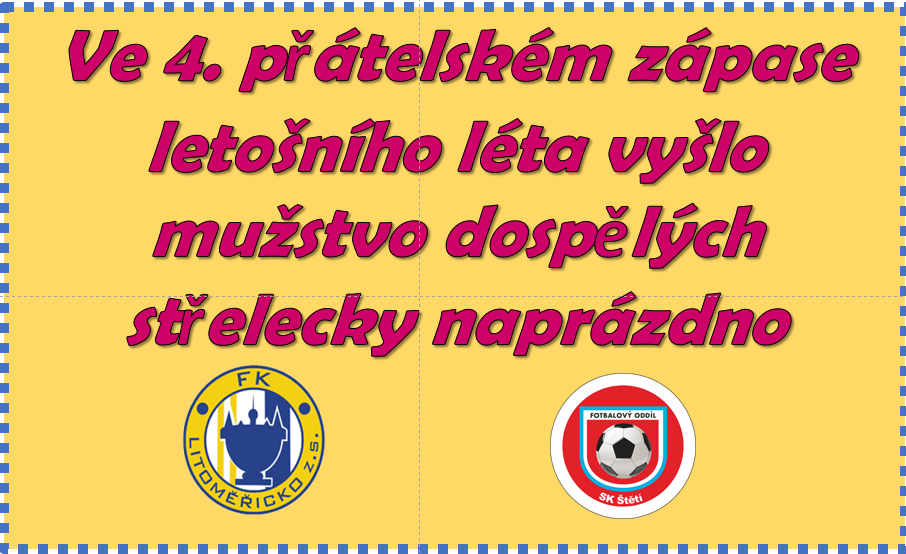 Ve 4. přátelském zápase
letošního léta vyšlo
mužstvo dospělých
střelecky naprázdno
FK
LITOMĚŘICKO z.s.
FOTBALOVÝ ODDÍL
SK Štětí